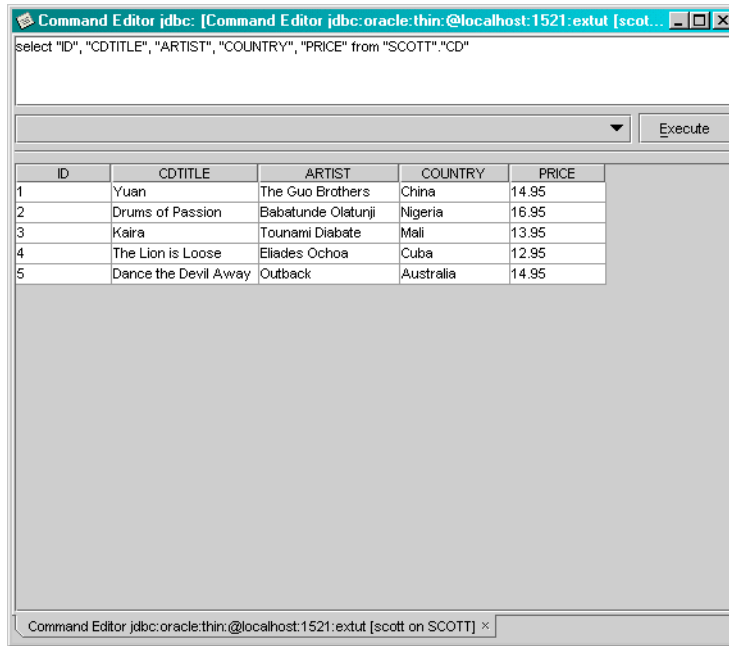 Command Editor jdbc: [Command Editor jdbc:oracle:thin:@localhost:1521:extut [scot...
select "ID", "CDTITLE", "ARTIST", "COUNTRY", "PRICE" from "SCOTT"."CD"
Execute
ID CDTITLE ARTIST COUNTRY PRICE
1 Yuan The Guo Brothers China 14.95
2 Drums of Passion Babatunde Olatunji Nigeria 16.95
3 Kaira Tounami Diabate Mali 13.95
4 The Lion is Loose Eliades Ochoa Cuba 12.95
5 Dance the Devil Away Outback Australia 14.95
Command Editor jdbc:oracle:thin:@localhost:1521:extut [scott on SCOTT] ×